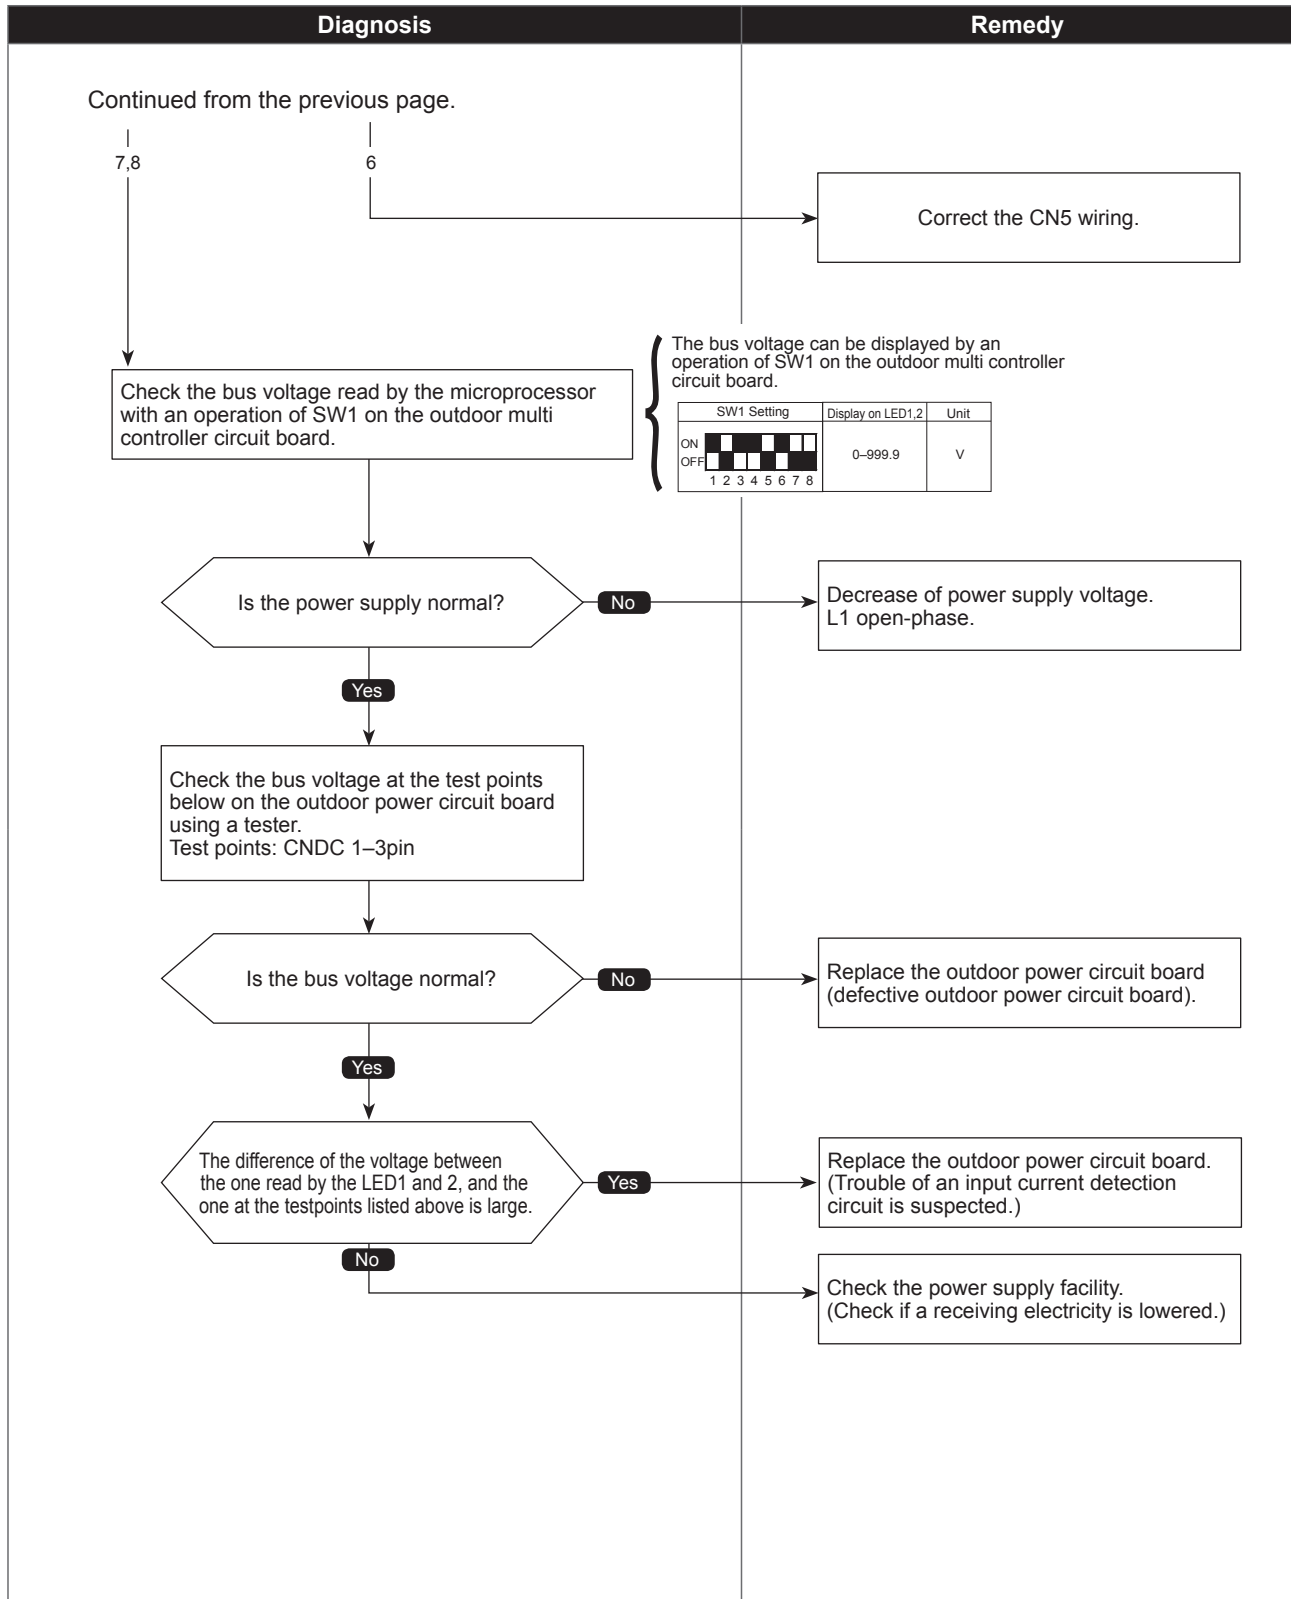 Diagnosis
Remedy
Continued from the previous page.
7,8
6
Correct the CN5 wiring.
Check the bus voltage read by the microprocessor
with an operation of SW1 on the outdoor multi
controller circuit board.
The bus voltage can be displayed by an
operation of SW1 on the outdoor multi controller
circuit board.
SW1 Setting
Display on LED1,2
Unit
ON
OFF
1 2 3 4 5 6 7 8
0–999.9
V
Is the power supply normal?
No
Decrease of power supply voltage.
L1 open-phase.
Yes
Check the bus voltage at the test points
below on the outdoor power circuit board
using a tester.
Test points: CNDC 1–3pin
Is the bus voltage normal?
No
Replace the outdoor power circuit board
(defective outdoor power circuit board).
Yes
The difference of the voltage between
the one read by the LED1 and 2, and the
one at the testpoints listed above is large.
Yes
Replace the outdoor power circuit board.
(Trouble of an input current detection
circuit is suspected.)
No
Check the power supply facility.
(Check if a receiving electricity is lowered.)